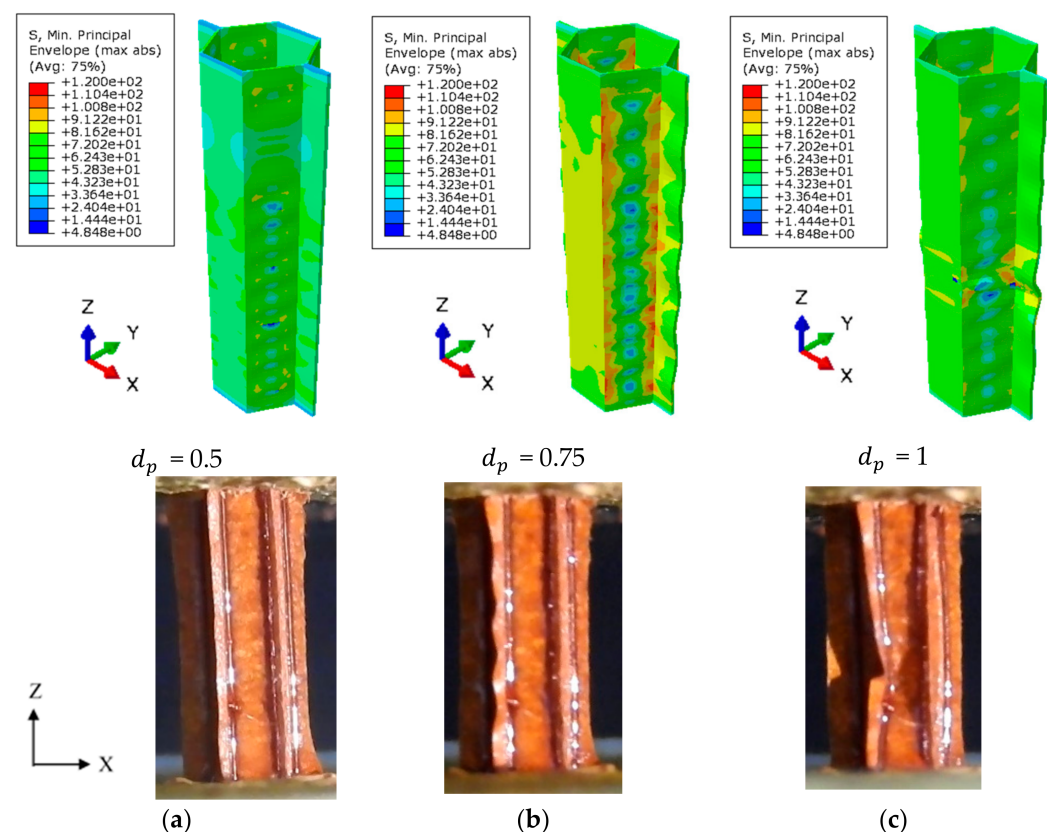 S, Min. Principal
Envelope (max abs)
(Avg: 75%)
+1.200e+02
+1.104e+02
+1.008e+02
+9.122e+01
+8.162e+01
+7.202e+01
+6.243e+01
+5.283e+01
+4.323e+01
+3.364e+01
+2.404e+01
+1.444e+01
+4.848e+00
Z
Y
X
S, Min. Principal
Envelope (max abs)
(Avg: 75%)
+1.200e+02
+1.104e+02
+1.008e+02
+9.122e+01
+8.162e+01
+7.202e+01
+6.243e+01
+5.283e+01
+4.323e+01
+3.364e+01
+2.404e+01
+1.444e+01
+4.848e+00
Z
Y
X
S, Min. Principal
Envelope (max abs)
(Avg: 75%)
+1.200e+02
+1.104e+02
+1.008e+02
+9.122e+01
+8.162e+01
+7.202e+01
+6.243e+01
+5.283e+01
+4.323e+01
+3.364e+01
+2.404e+01
+1.444e+01
+4.848e+00
Z
Y
X
d_p = 0.5
d_p = 0.75
d_p = 1
Z
X
(a)
(b)
(c)